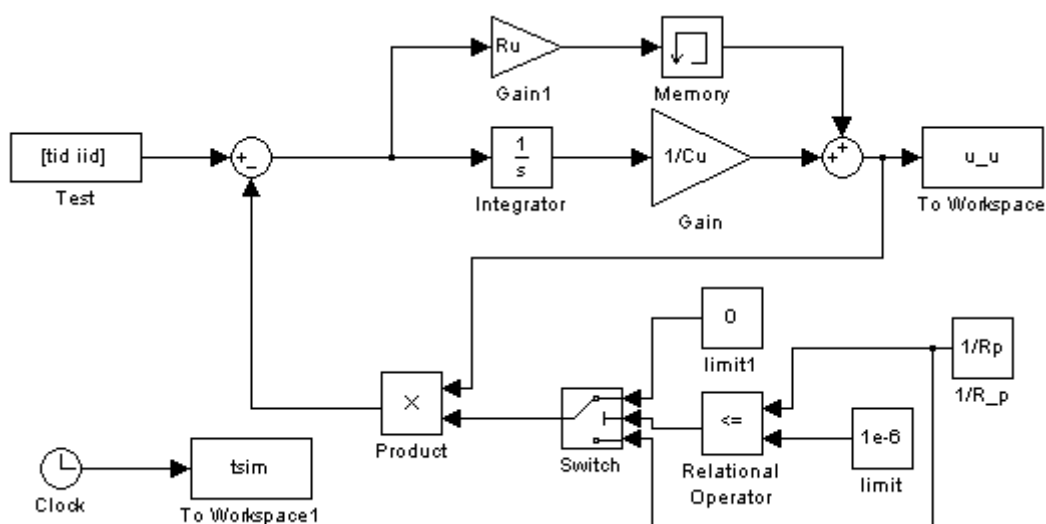 Ru
Gain1
Memory
[tid iid]
Test
+
-
1
s
Integrator
1/Cu
Gain
+
+
u_u
To Workspace
0
limit1
1/Rp
1/R_p
×
Product
Switch
<=
Relational
Operator
1e-6
limit
Clock
tsim
To Workspace1